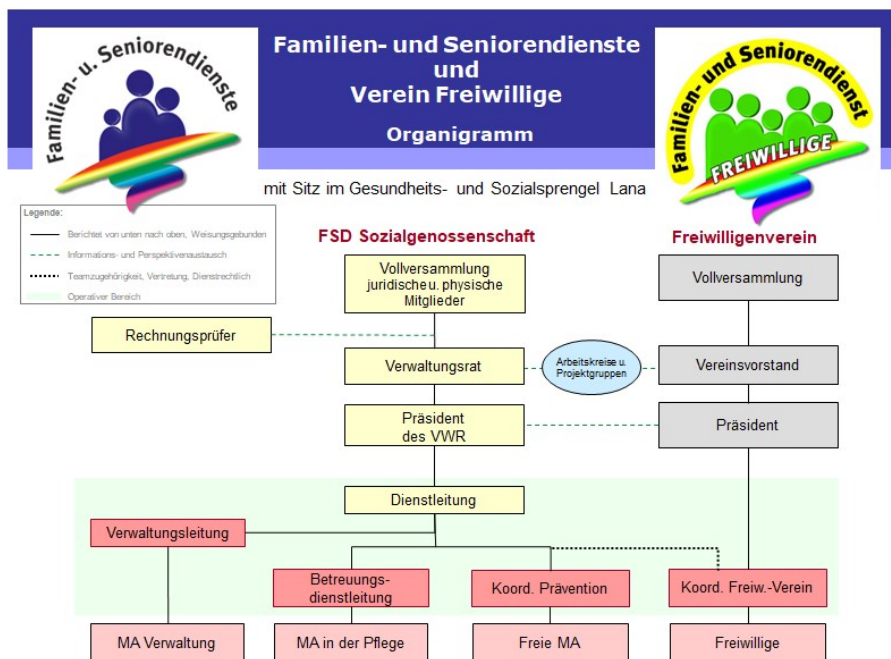 Familien- u. Seniorendienste
Familien- und Seniorendienste
und
Verein Freiwillige
Organigramm
Familien- und Seniorendienst
FREIWILLIGE
mit Sitz im Gesundheits- und Sozialsprengel Lana
Legende:
Berichtet von unten nach oben, Weisungsgebunden
Informations- und Perspektivenaustausch
Teamzugehörigkeit, Vertretung, Dienstrechtlich
Operativer Bereich
FSD Sozialgenossenschaft
Freiwilligenverein
Vollversammlung
juridische u. physische
Mitglieder
Vollversammlung
Rechnungsprüfer
Verwaltungsrat
Arbeitskreise u.
Projektgruppen
Vereinsvorstand
Präsident
des VWR
Präsident
Dienstleitung
Verwaltungsleitung
Betreuungs-
dienstleitung
Koord. Prävention
Koord. Freiw.-Verein
MA Verwaltung
MA in der Pflege
Freie MA
Freiwillige